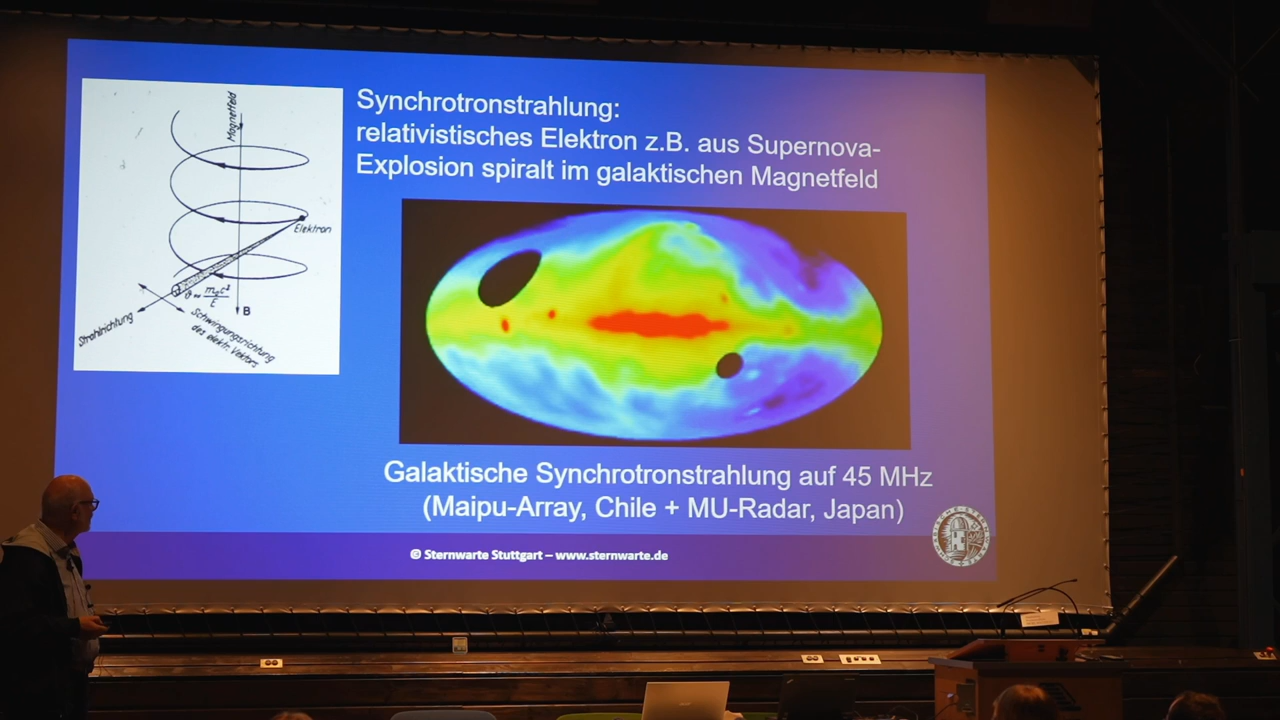 Synchrotronstrahlung:
relativistisches Elektron z.B. aus Supernova-
Explosion spiralt im galaktischen Magnetfeld
Magnetfeld
Elektron
B
Strahlrichtung
Schwingungsrichtung
des elektr. Vektors
Galaktische Synchrotronstrahlung auf 45 MHz
(Maipu-Array, Chile + MU-Radar, Japan)
© Sternwarte Stuttgart – www.sternwarte.de